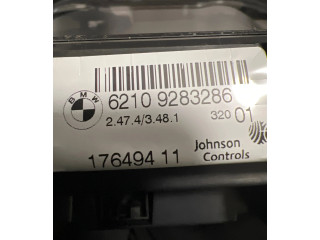 BMW
6210 9283286
2.47.4/3.48.1
320 01
17649411
Johnson
Controls